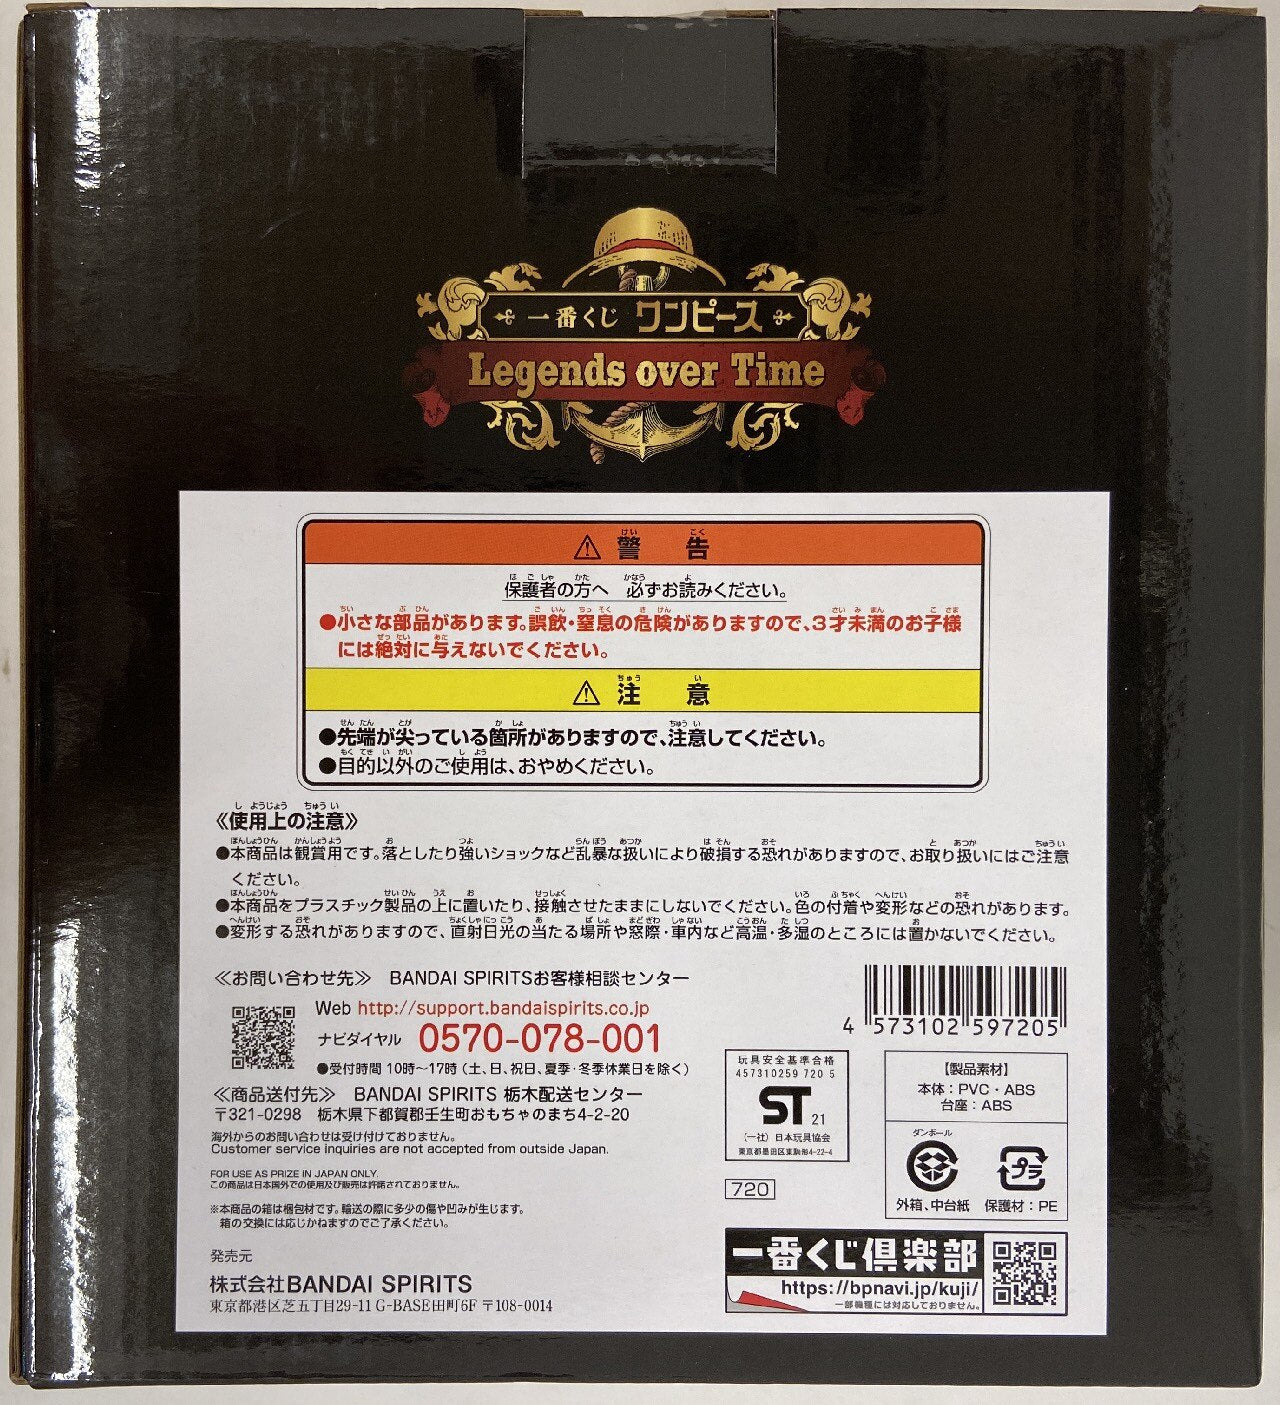 一番くじ ワンピース
Legends over Time
⚠ 警告
保護者の方へ 必ずお読みください。
●小さな部品があります。誤飲・窒息の危険がありますので、3才未満のお子様
には絶対に与えないでください。
⚠ 注意
●先端が尖っている箇所がありますので、注意してください。
●目的以外のご使用は、おやめください。
《使用上の注意》
●本商品は観賞用です。落としたり強いショックなど乱暴な扱いにより破損する恐れがありますので、お取り扱いにはご注意
ください。
●本商品をプラスチック製品の上に置いたり、接触させたままにしないでください。色の付着や変形などの恐れがあります。
●変形する恐れがありますので、直射日光の当たる場所や窓際・車内など高温・多湿のところには置かないでください。
≪お問い合わせ先≫ BANDAI SPIRITSお客様相談センター
Web http://support.bandaispirits.co.jp
ナビダイヤル 0570-078-001
●受付時間 10時〜17時 (土、日、祝日、夏季・冬季休業日を除く)
≪商品送付先≫ BANDAI SPIRITS 栃木配送センター
〒321-0298 栃木県下都賀郡壬生町おもちゃのまち4-2-20
海外からのお問い合わせは受け付けておりません。
Customer service inquiries are not accepted from outside Japan.
FOR USE AS PRIZE IN JAPAN ONLY.
この商品は日本国外での使用及び販売は許諾されておりません。
※本商品の箱は梱包材です。輸送の際に多少の傷や凹みが生じます。
箱の交換には応じかねますのでご了承ください。
発売元
株式会社BANDAI SPIRITS
東京都港区芝五丁目29-11 G-BASE田町6F 〒108-0014
4 573102 597205
玩具安全基準合格
457310259 720 5
ST 21
(一社) 日本玩具協会
東京都墨田区東駒形4-22-4
720
【製品素材】
本体：PVC・ABS
台座：ABS
ダンボール
外箱、中台紙
プラ
保護材：PE
一番くじ倶楽部
https://bpnavi.jp/kuji/
一部機種には対応しておりません。